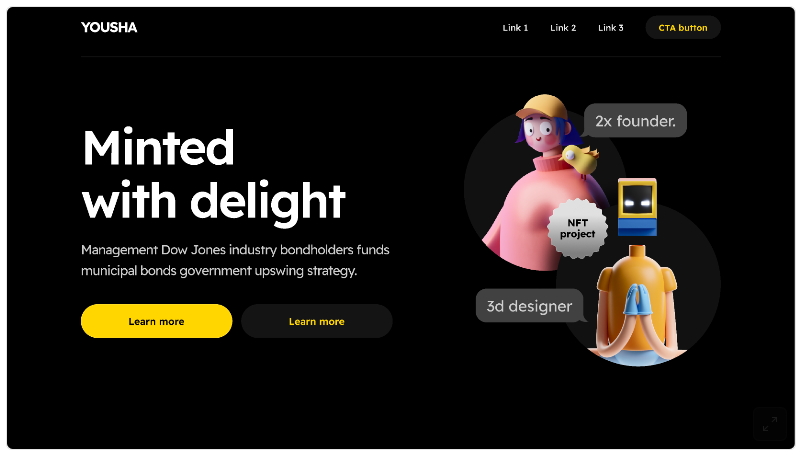 YOUSHA
Link 1
Link 2
Link 3
CTA button
Minted
with delight
Management Dow Jones industry bondholders funds
municipal bonds government upswing strategy.
Learn more
Learn more
2x founder.
NFT
project
3d designer